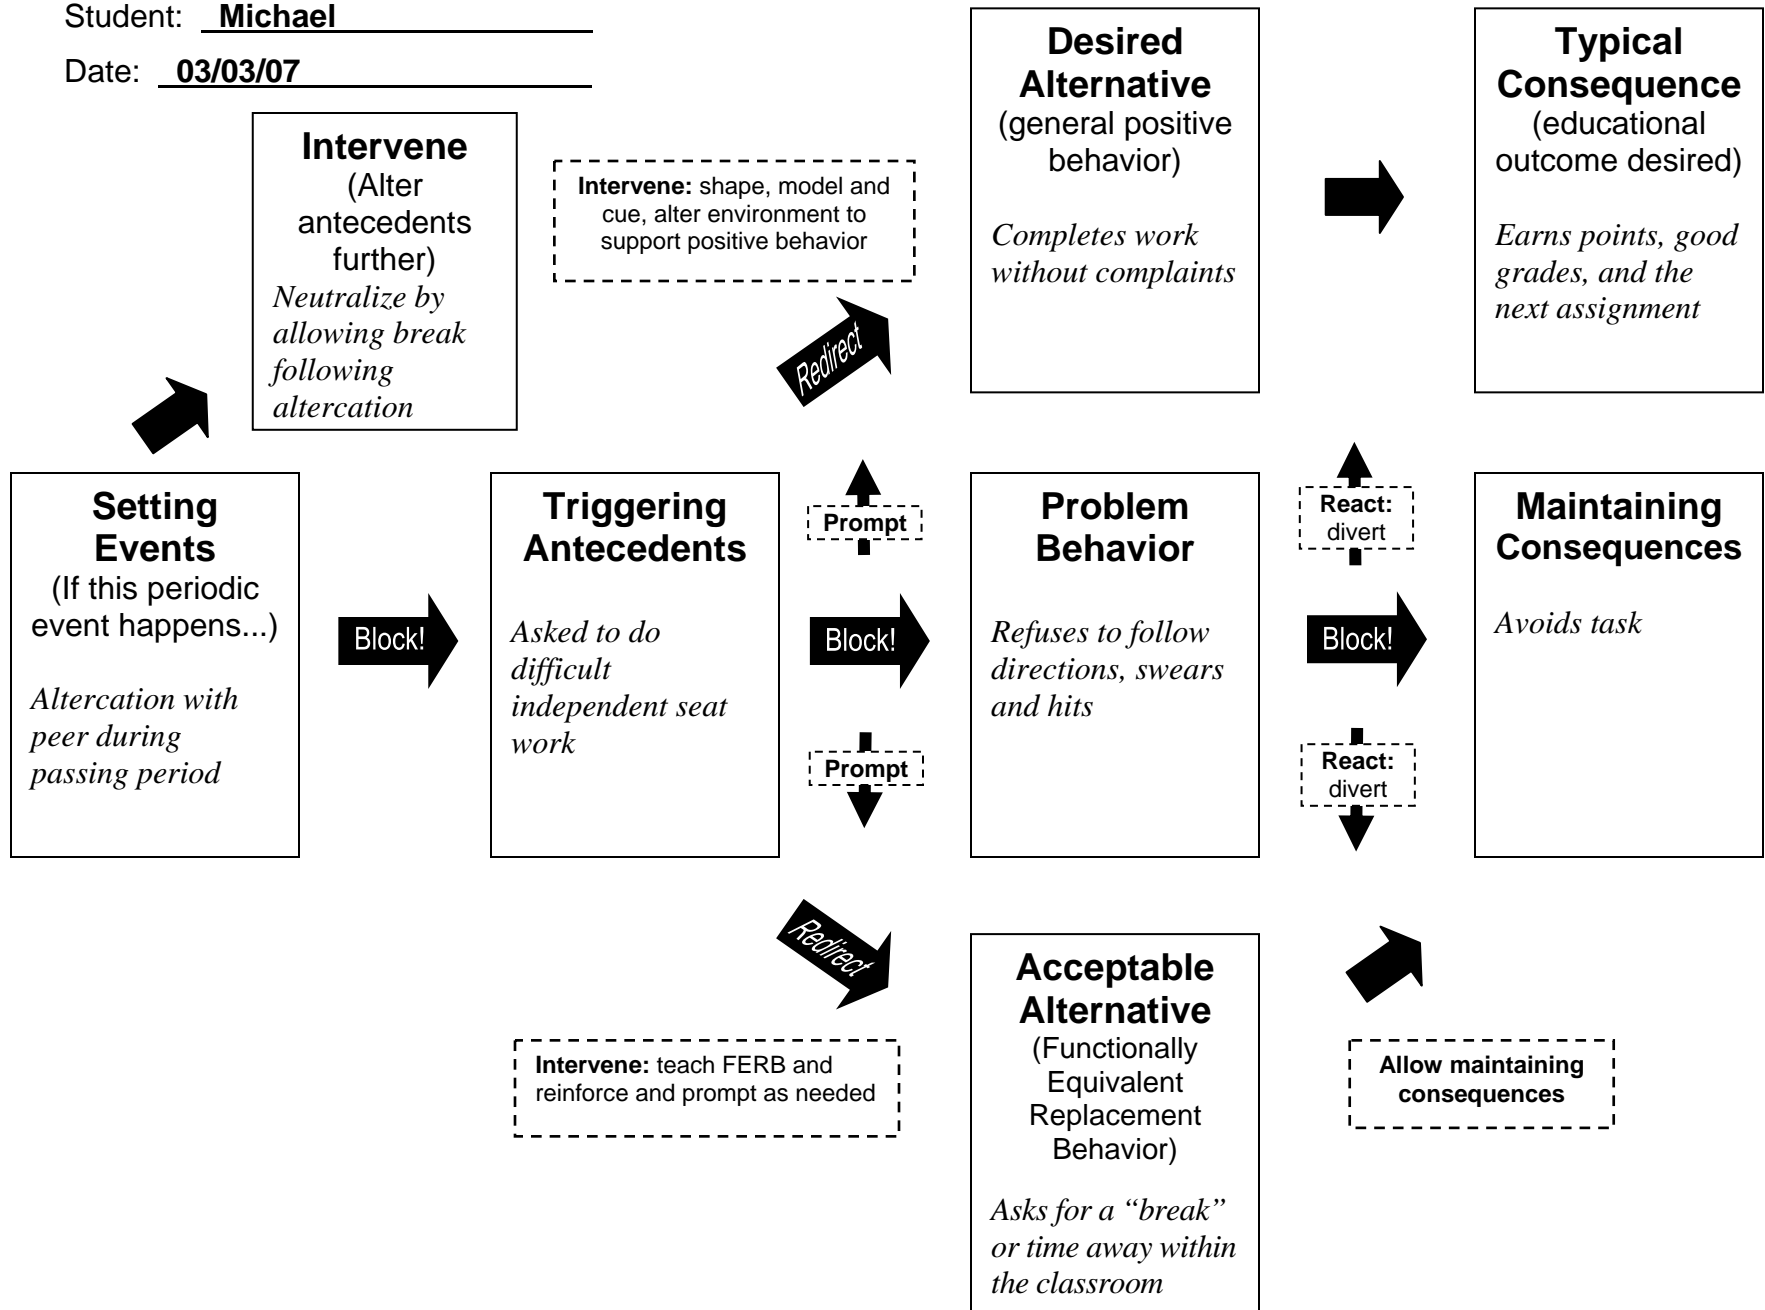 Student: Michael
Date: 03/03/07
Intervene
(Alter
antecedents
further)
Neutralize by
allowing break
following
altercation
Intervene: shape, model and
cue, alter environment to
support positive behavior
Redirect
Desired
Alternative
(general positive
behavior)
Completes work
without complaints
Typical
Consequence
(educational
outcome desired)
Earns points, good
grades, and the
next assignment
Setting
Events
(If this periodic
event happens...)
Altercation with
peer during
passing period
Block!
Triggering
Antecedents
Asked to do
difficult
independent seat
work
Prompt
Block!
Prompt
Problem
Behavior
Refuses to follow
directions, swears
and hits
React:
divert
Block!
React:
divert
Maintaining
Consequences
Avoids task
Redirect
Intervene: teach FERB and
reinforce and prompt as needed
Acceptable
Alternative
(Functionally
Equivalent
Replacement
Behavior)
Asks for a “break”
or time away within
the classroom
Allow maintaining
consequences